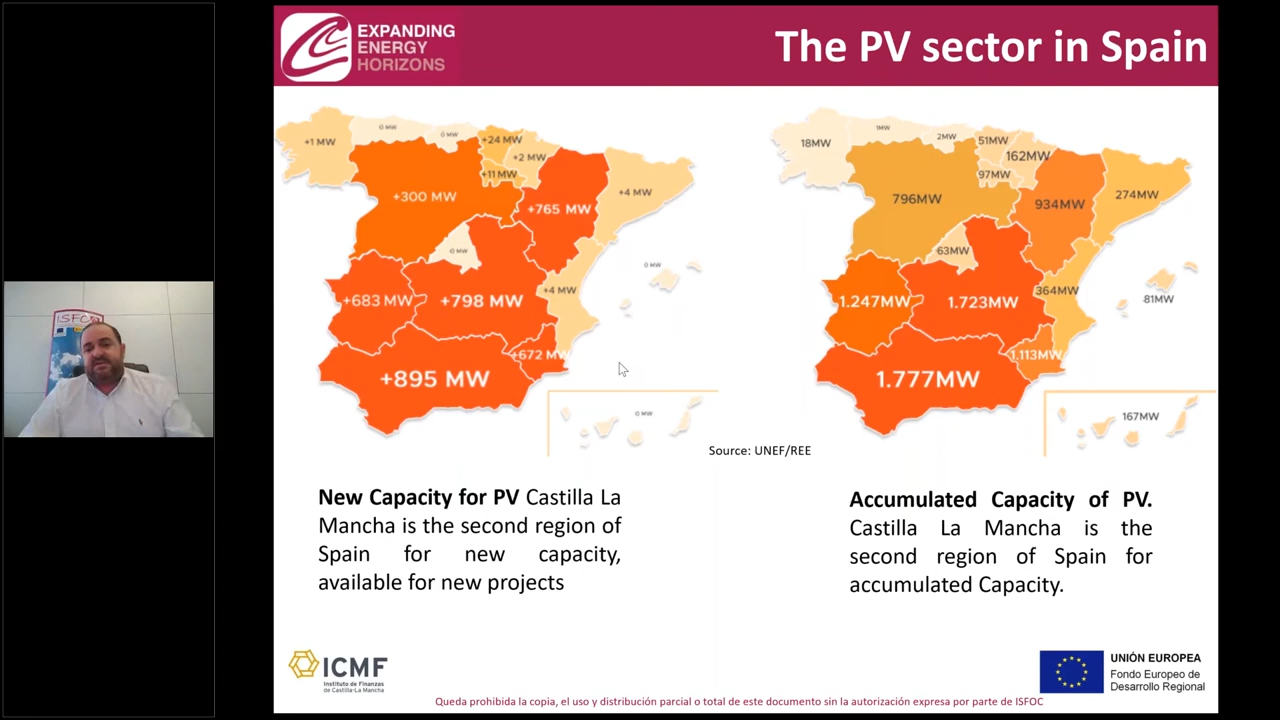 EXPANDING
ENERGY
HORIZONS
The PV sector in Spain
+1 MW
0 MW
0 MW
+24 MW
+2 MW
+11 MW
+300 MW
+765 MW
+4 MW
0 MW
0 MW
+683 MW
+798 MW
+4 MW
+672 MW
+895 MW
0 MW
18MW
1MW
2MW
51MW
162MW
97MW
796MW
934MW
274MW
63MW
1.247MW
1.723MW
364MW
81MW
1.113MW
1.777MW
167MW
Source: UNEF/REE
New Capacity for PV Castilla La
Mancha is the second region of
Spain for new capacity,
available for new projects
Accumulated Capacity of PV.
Castilla La Mancha is the
second region of Spain for
accumulated Capacity.
ISFOC
ICMF
Instituto de Finanzas
de Castilla-La Mancha
UNIÓN EUROPEA
Fondo Europeo de
Desarrollo Regional
Queda prohibida la copia, el uso y distribución parcial o total de este documento sin la autorización expresa por parte de ISFOC